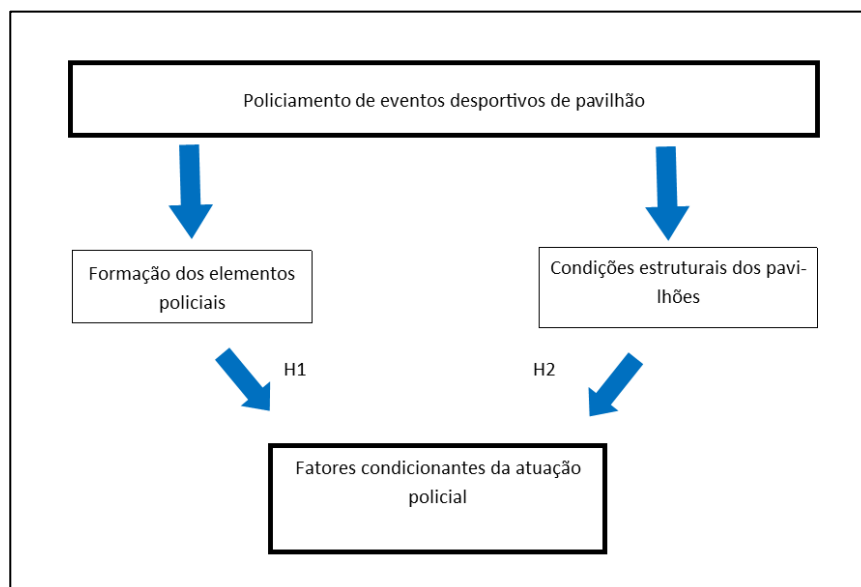 Policiamento de eventos desportivos de pavilhão
Formação dos elementos
policiais
Condições estruturais dos pavi-
lhões
H1
H2
Fatores condicionantes da atuação
policial